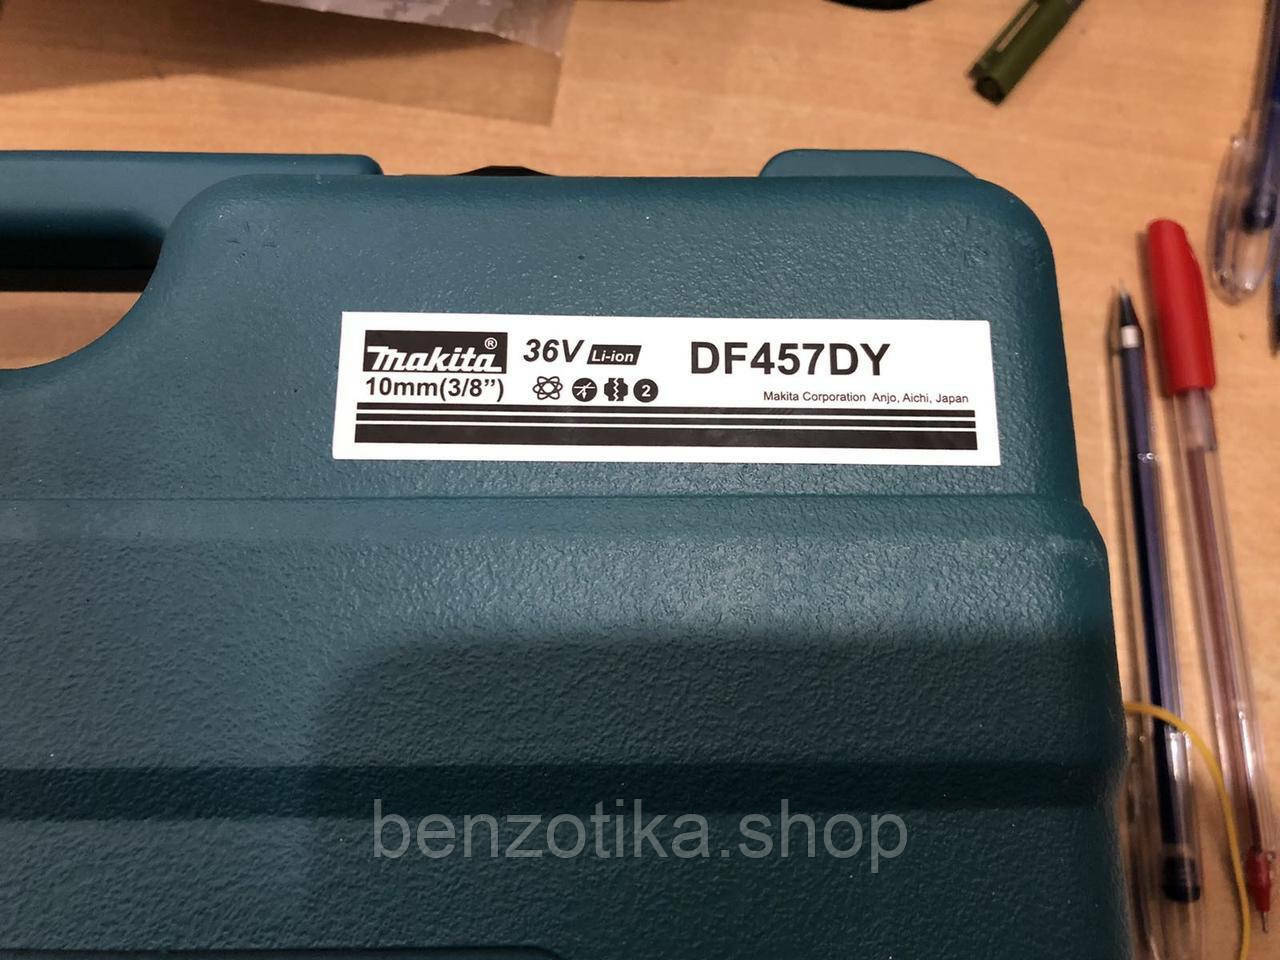 makita® 36V Li-ion DF457DY
10mm(3/8”) 2 Makita Corporation Anjo, Aichi, Japan
benzotika.shop